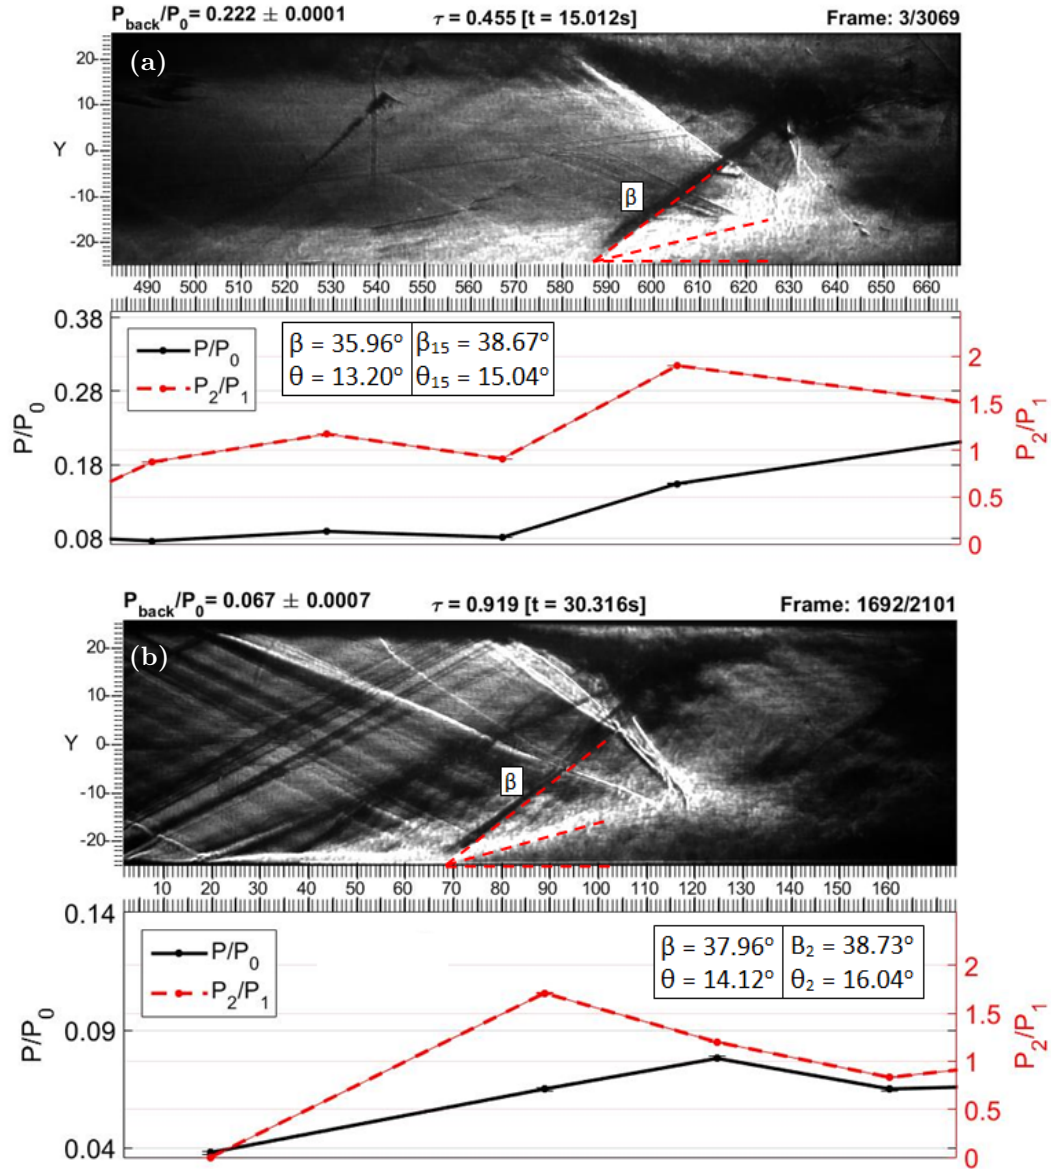 P_back/P_0 = 0.222 ± 0.0001 τ = 0.455 [t = 15.012s] Frame: 3/3069
(a)
20
10
Y 0
-10
-20
β
490 500 510 520 530 540 550 560 570 580 590 600 610 620 630 640 650 660
0.38
0.28
0.18
0.08
P/P_0
P/P_0
P_2/P_1
β = 35.96° β_15 = 38.67°
θ = 13.20° θ_15 = 15.04°
2
1.5
1
0.5
0
P_2/P_1
P_back/P_0 = 0.067 ± 0.0007 τ = 0.919 [t = 30.316s] Frame: 1692/2101
(b)
20
10
Y 0
-10
-20
β
10 20 30 40 50 60 70 80 90 100 110 120 130 140 150 160
0.14
0.09
0.04
P/P_0
P/P_0
P_2/P_1
β = 37.96° B_2 = 38.73°
θ = 14.12° θ_2 = 16.04°
2
1.5
1
0.5
0
P_2/P_1